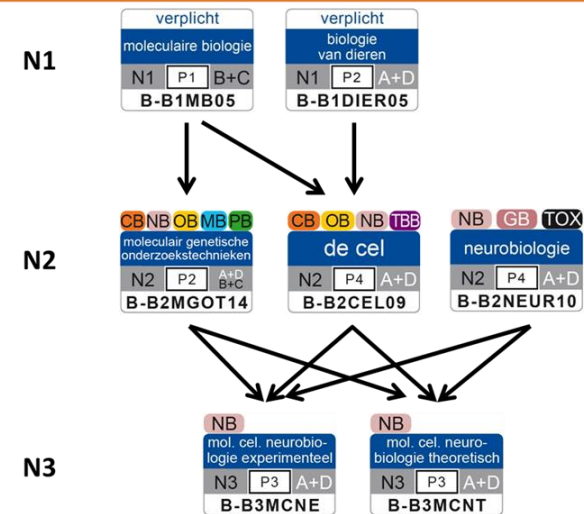 verplicht
moleculaire biologie
N1 P1 B+C
B-B1MB05
verplicht
biologie
van dieren
N1 P2 A+D
B-B1DIER05
N1
CB NB OB MB PB
moleculair genetische
onderzoekstechnieken
N2 P2 A+D
B+C
B-B2MGOT14
CB OB NB TBB
de cel
N2 P4 A+D
B-B2CEL09
NB GB TOX
neurobiologie
N2 P4 A+D
B-B2NEUR10
N2
NB
mol. cel. neurobio-
logie experimenteel
N3 P3 A+D
B-B3MCNE
NB
mol. cel. neuro-
biologie theoretisch
N3 P3 A+D
B-B3MCNT
N3